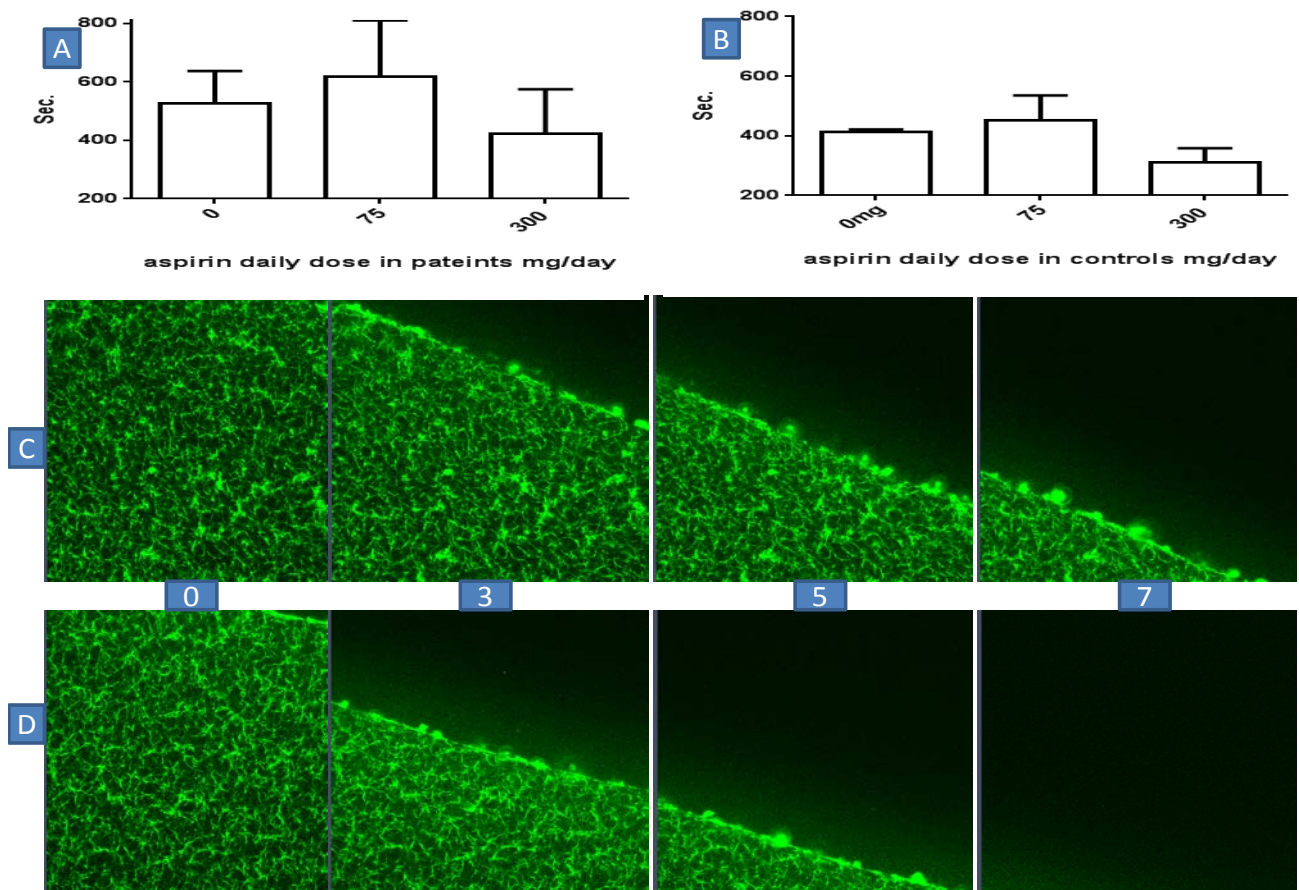 A
800
600
400
200
Sec.
0
75
300
aspirin daily dose in pateints mg/day
B
800
600
400
200
Sec.
0mg
75
300
aspirin daily dose in controls mg/day
C
0
3
5
7
D